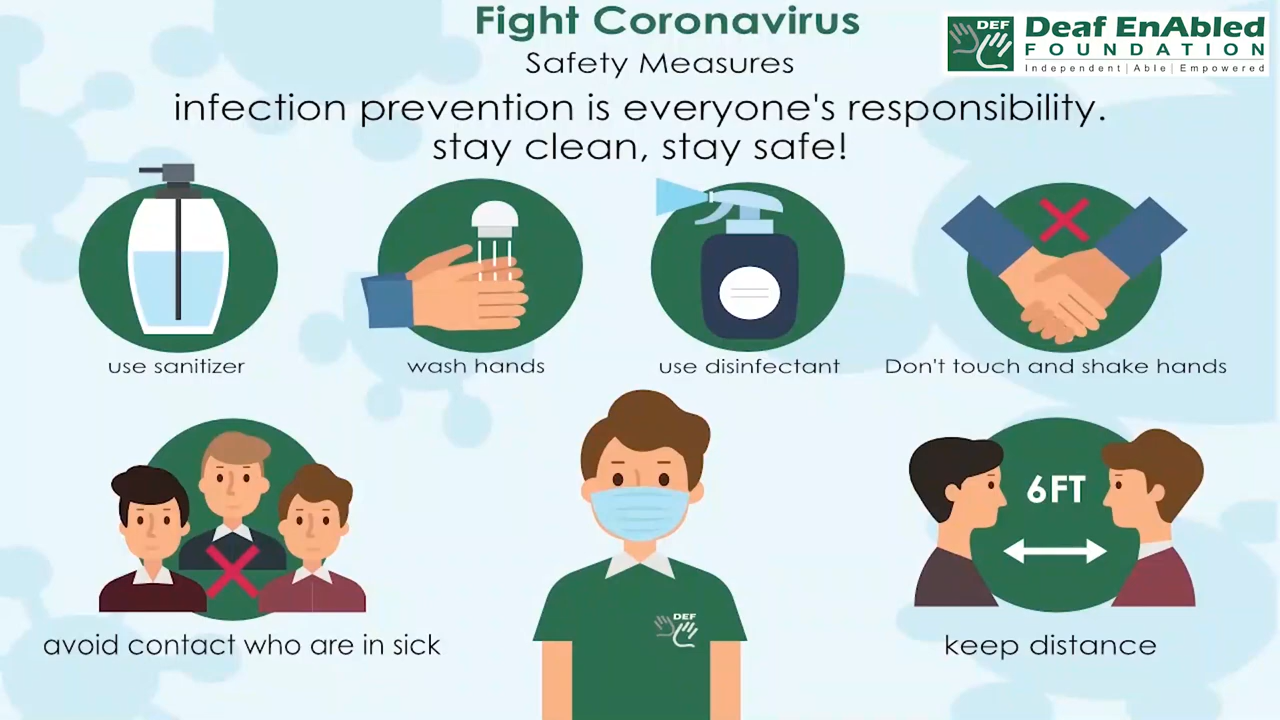 Fight Coronavirus
Safety Measures
DEF
Deaf EnAbled
FOUNDATION
Independent|Able|Empowered
infection prevention is everyone's responsibility.
stay clean, stay safe!
use sanitizer
wash hands
use disinfectant
Don't touch and shake hands
6FT
DEF
avoid contact who are in sick
keep distance